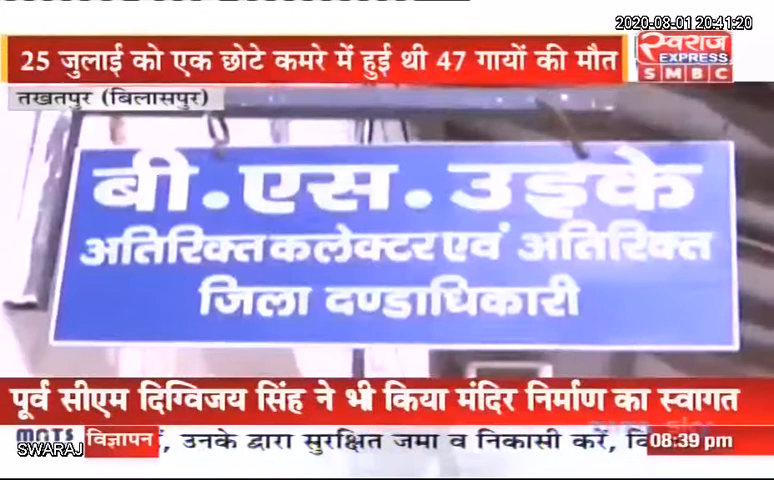 2020-08-01 20:41:20
25 जुलाई को एक छोटे कमरे में हुई थी 47 गायों की मौत
स्वराज
EXPRESS
SMBC
तखतपुर (बिलासपुर)
बी.एस.उइके
अतिरिक्त कलेक्टर एवं अतिरिक्त
जिला दण्डाधिकारी
पूर्व सीएम दिग्विजय सिंह ने भी किया मंदिर निर्माण का स्वागत
विज्ञापन
उनके द्वारा सुरक्षित जमा व निकासी करें,
08:39 pm
SWARAJ